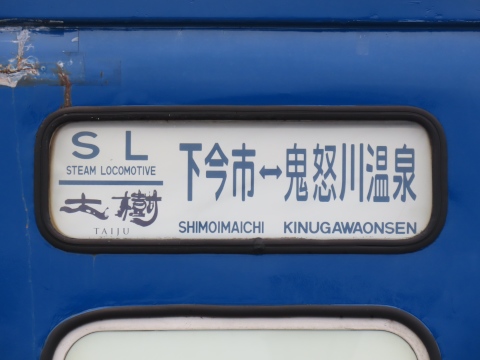 SL
STEAM LOCOMOTIVE
大樹
TAIJU
下今市↔鬼怒川温泉
SHIMOIMAICHI KINUGAWAONSEN